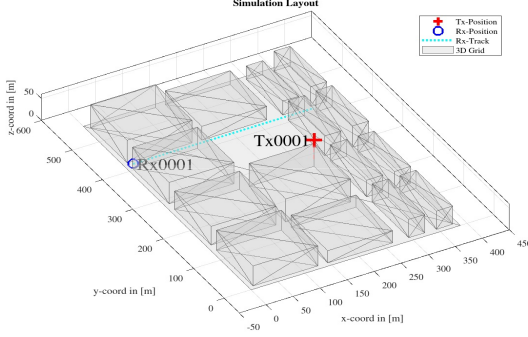 Simulation Layout
Tx-Position
Rx-Position
Rx-Track
3D Grid
z-coord in [m]
50
0
600
500
400
300
200
100
0
y-coord in [m]
-50
0
50
100
150
200
250
300
350
400
450
x-coord in [m]
Tx0001
Rx0001